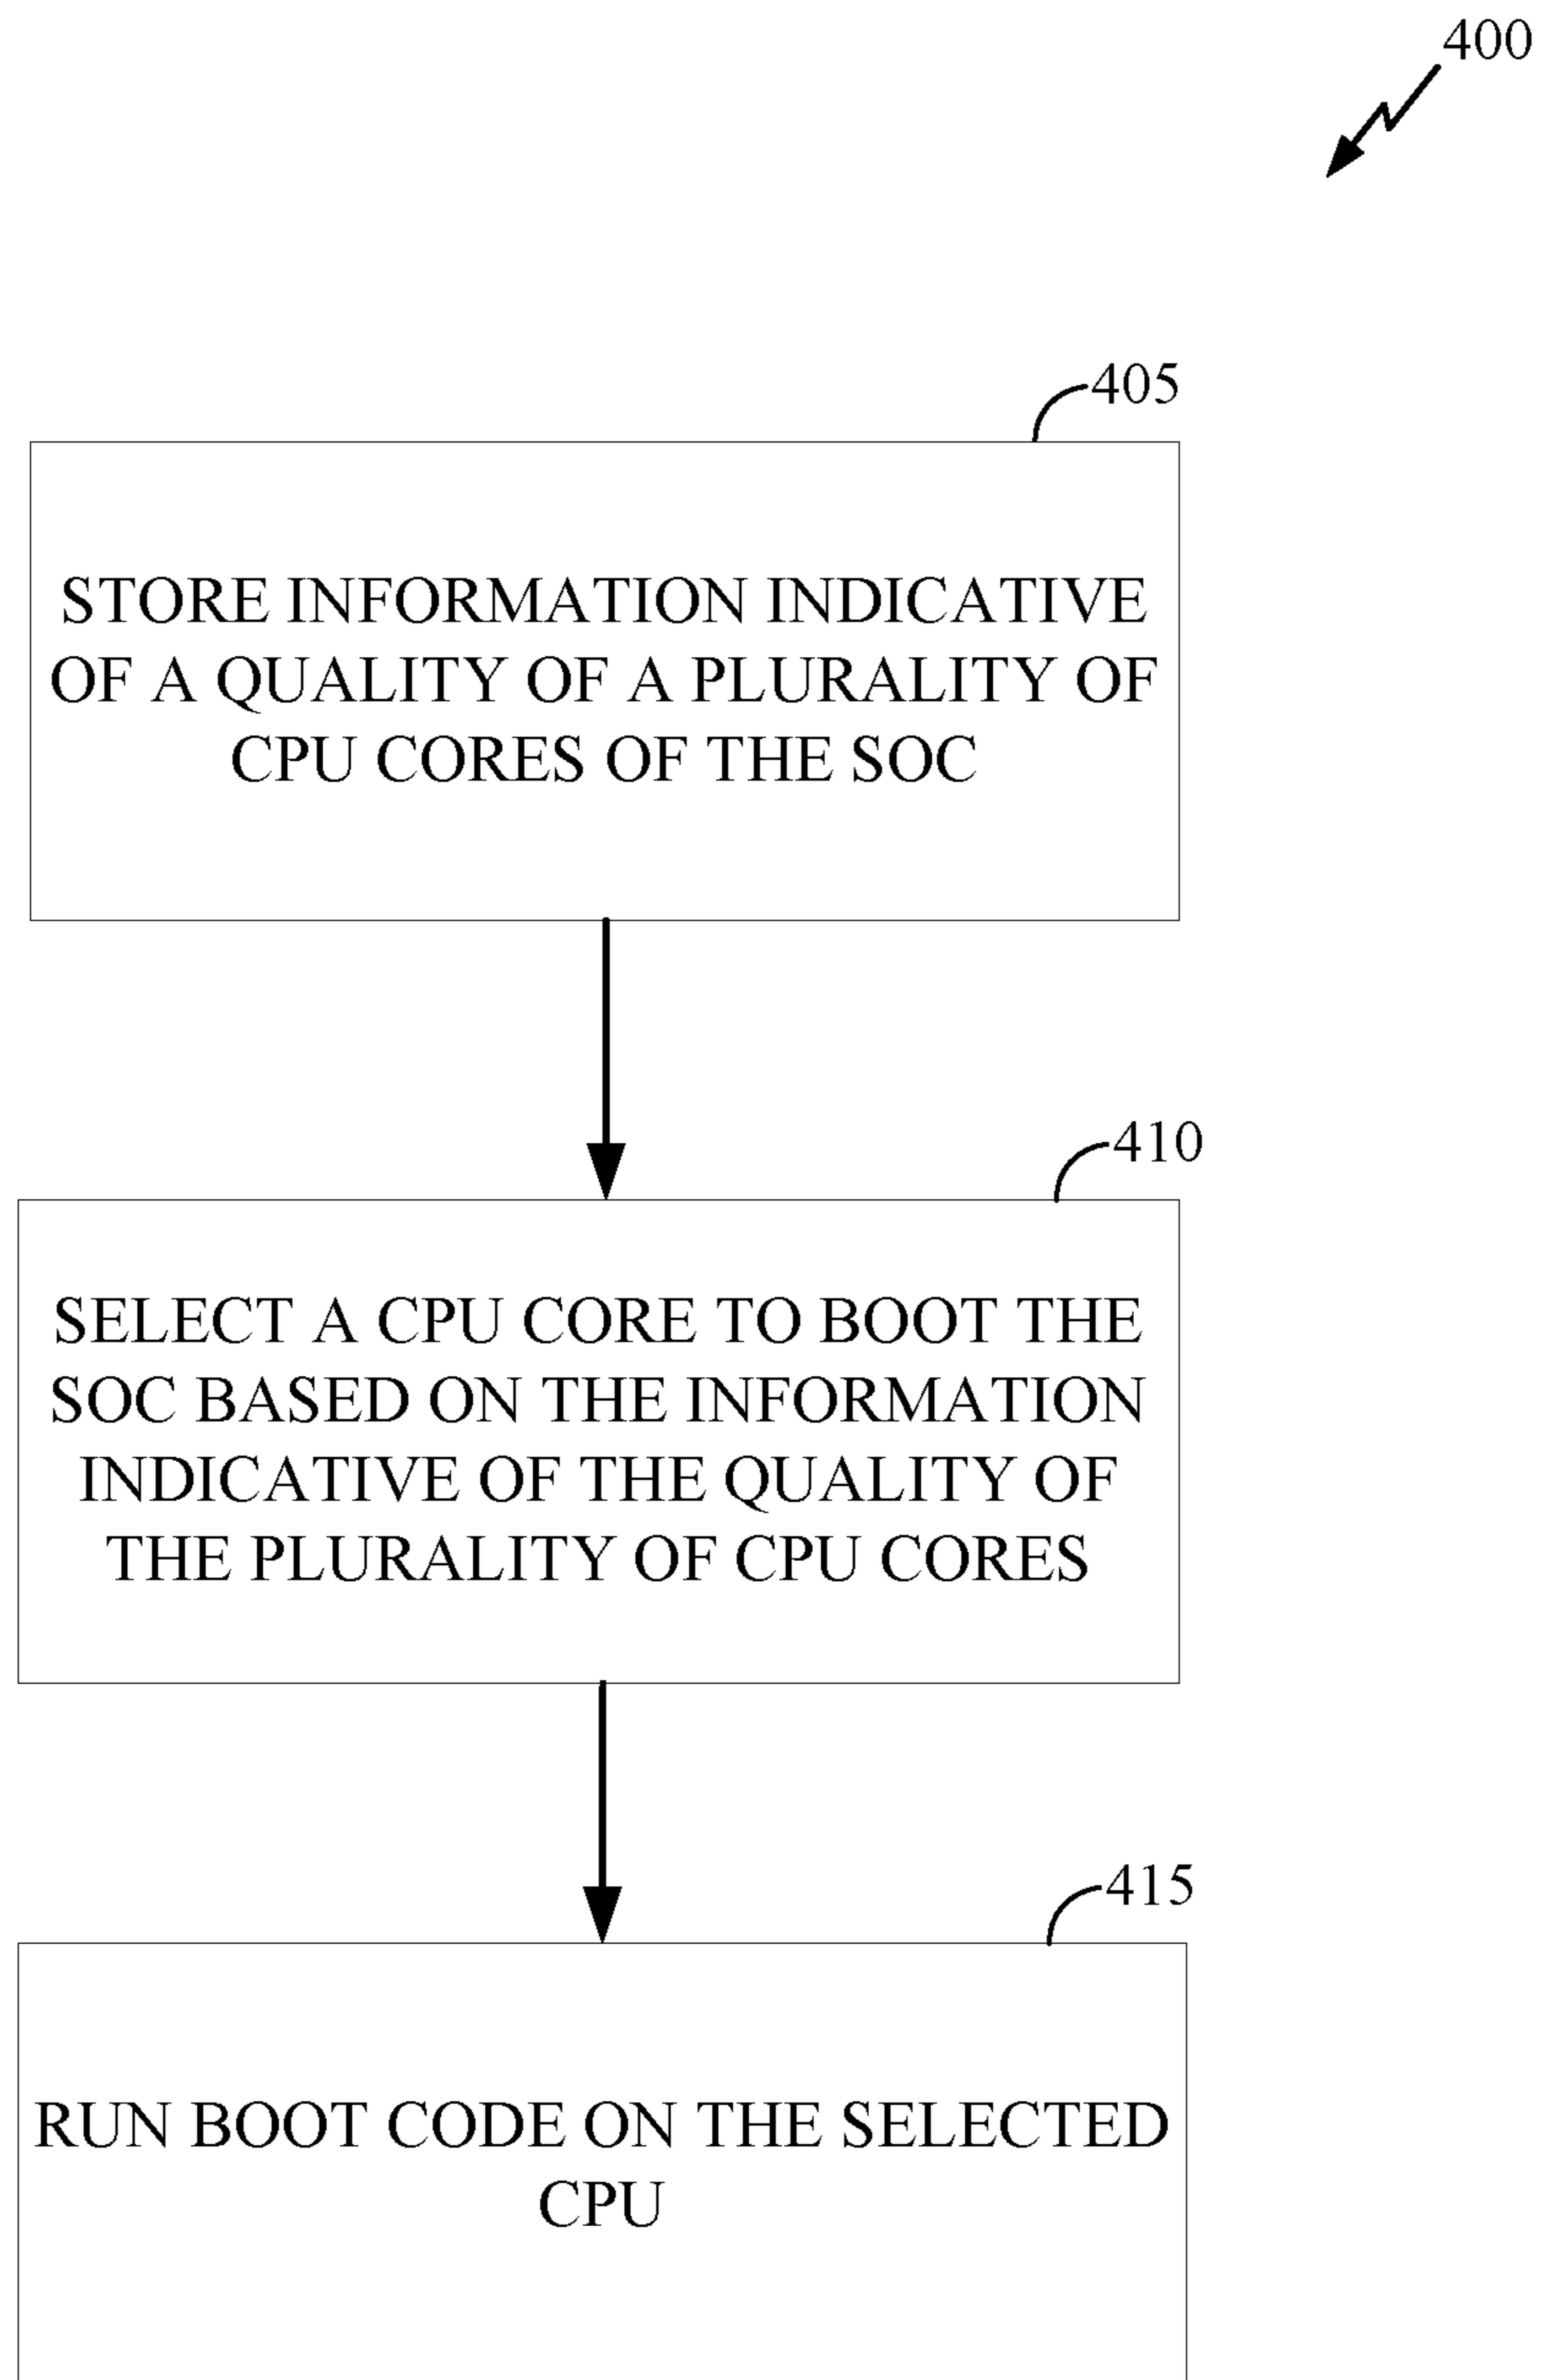 400
405
STORE INFORMATION INDICATIVE
OF A QUALITY OF A PLURALITY OF
CPU CORES OF THE SOC
410
SELECT A CPU CORE TO BOOT THE
SOC BASED ON THE INFORMATION
INDICATIVE OF THE QUALITY OF
THE PLURALITY OF CPU CORES
415
RUN BOOT CODE ON THE SELECTED
CPU